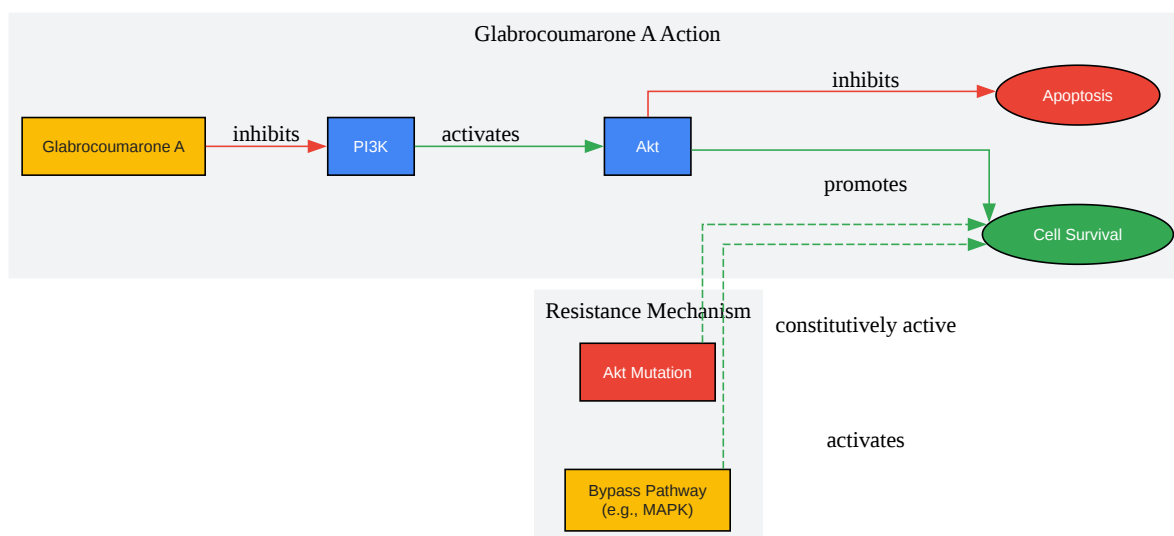 Glabrocoumarone A Action
inhibits
Apoptosis
Glabrocoumarone A
inhibits
PI3K
activates
Akt
promotes
Cell Survival
Resistance Mechanism
constitutively active
Akt Mutation
activates
Bypass Pathway
(e.g., MAPK)